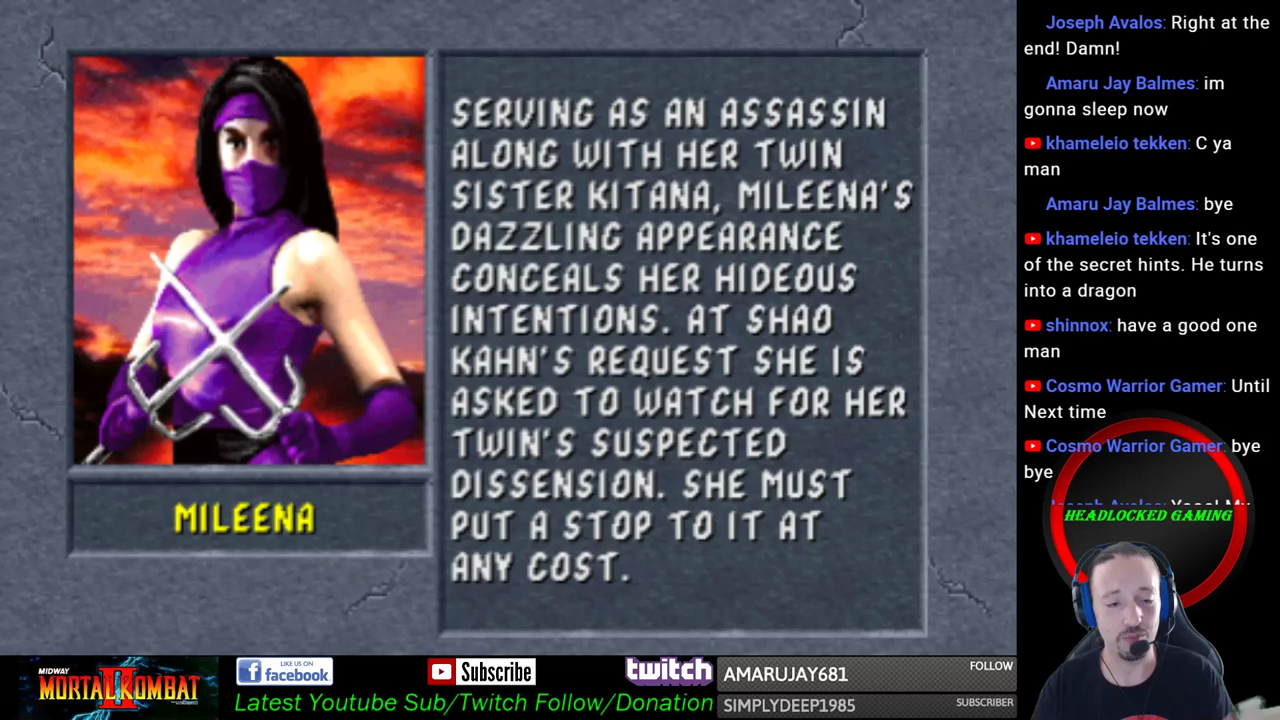 SERVING AS AN ASSASSIN
ALONG WITH HER TWIN
SISTER KITANA, MILEENA'S
DAZZLING APPEARANCE
CONCEALS HER HIDEOUS
INTENTIONS. AT SHAO
KAHN'S REQUEST SHE IS
ASKED TO WATCH FOR HER
TWIN'S SUSPECTED
DISSENSION. SHE MUST
PUT A STOP TO IT AT
ANY COST.
MILEENA
Joseph Avalos: Right at the
end! Damn!
Amaru Jay Balmes: im
gonna sleep now
khameleio tekken: C ya
man
Amaru Jay Balmes: bye
khameleio tekken: It's one
of the secret hints. He turns
into a dragon
shinnox: have a good one
man
Cosmo Warrior Gamer: Until
Next time
Cosmo Warrior Gamer: bye
bye
HEADLOCKED GAMING
MIDWAY
MORTAL KOMBAT
II
LIKE US ON
facebook
Subscribe
twitch
AMARUJAY681
FOLLOW
Latest Youtube Sub/Twitch Follow/Donation
SIMPLYDEEP1985
SUBSCRIBER